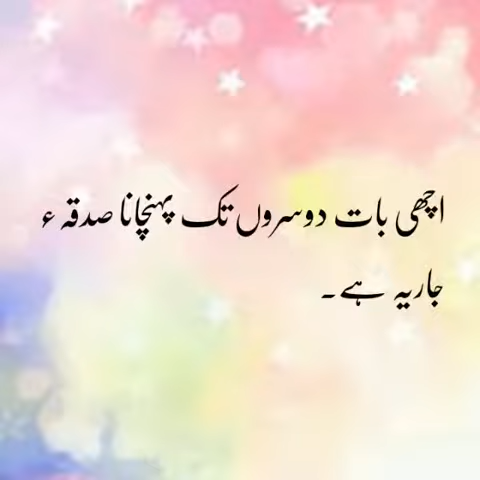 اچھی بات دوسروں تک پہنچانا صدقہ ء
جاریہ ہے۔